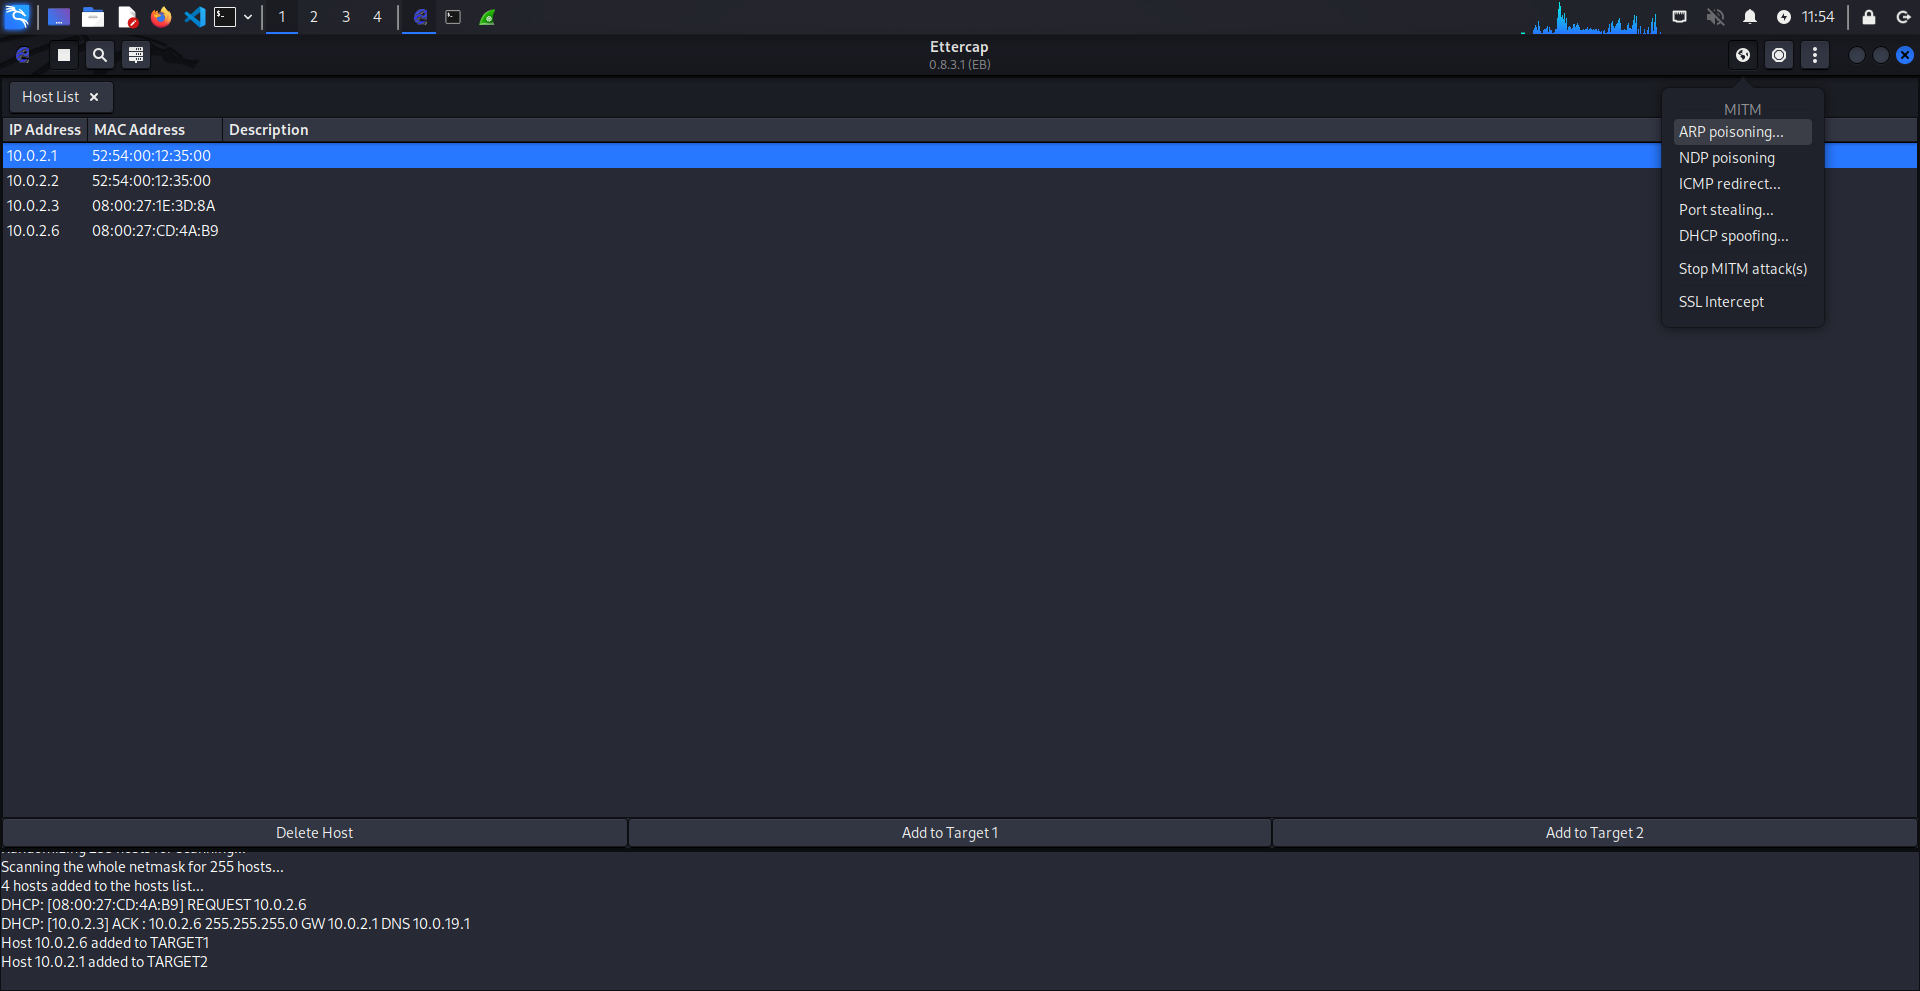 1 2 3 4
11:54
Ettercap
0.8.3.1 (EB)
Host List
IP Address MAC Address Description
10.0.2.1 52:54:00:12:35:00
10.0.2.2 52:54:00:12:35:00
10.0.2.3 08:00:27:1E:3D:8A
10.0.2.6 08:00:27:CD:4A:B9
MITM
ARP poisoning...
NDP poisoning
ICMP redirect...
Port stealing...
DHCP spoofing...
Stop MITM attack(s)
SSL Intercept
Delete Host Add to Target 1 Add to Target 2
Scanning the whole netmask for 255 hosts...
4 hosts added to the hosts list...
DHCP: [08:00:27:CD:4A:B9] REQUEST 10.0.2.6
DHCP: [10.0.2.3] ACK : 10.0.2.6 255.255.255.0 GW 10.0.2.1 DNS 10.0.19.1
Host 10.0.2.6 added to TARGET1
Host 10.0.2.1 added to TARGET2